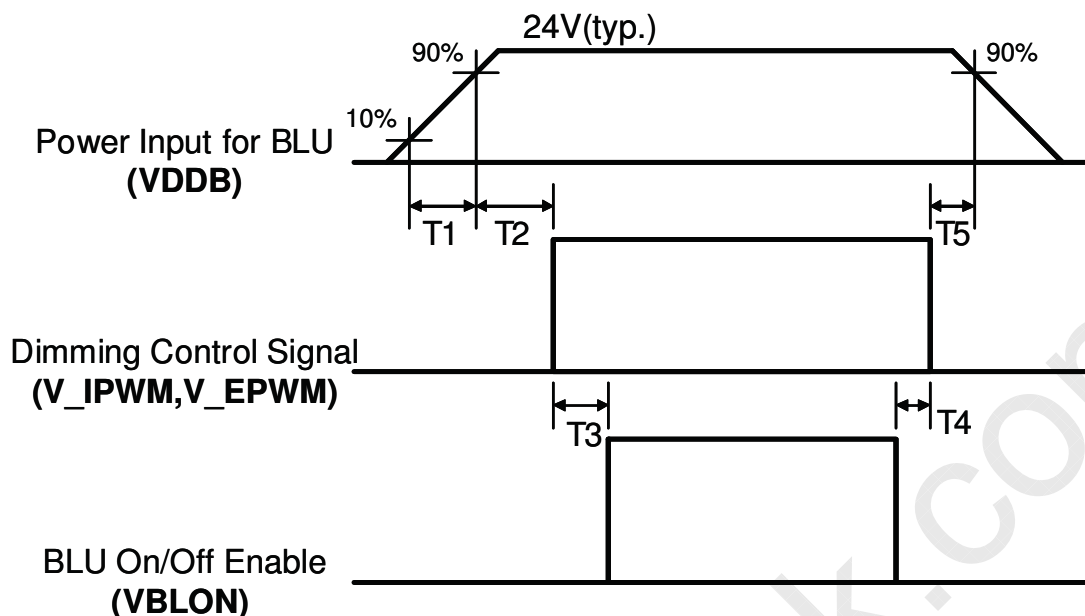 24V(typ.)
90%
90%
10%
Power Input for BLU
(VDDB)
T1
T2
T5
Dimming Control Signal
(V_IPWM,V_EPWM)
T3
T4
BLU On/Off Enable
(VBLON)